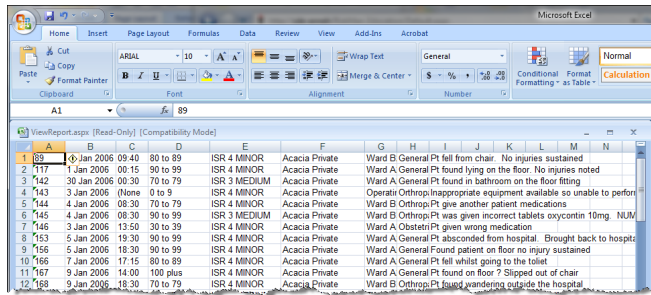 Microsoft Excel
Home Insert Page Layout Formulas Data Review View Add-Ins Acrobat
Cut
Copy
Format Painter
Paste
Clipboard
ARIAL 10 A A
B I U A
Font
Wrap Text
Merge & Center
Alignment
General
$ % , .0 .00 .00 .0
Number
Conditional Formatting Format as Table
Normal
Calculation
A1 fx 89
ViewReport.aspx [Read-Only] [Compatibility Mode]
A B C D E F G H I J K L M N
1 89 Jan 2006 09:40 80 to 89 ISR 4 MINOR Acacia Private Ward B General Pt fell from chair. No injuries sustained
2 117 1 Jan 2006 00:15 90 to 99 ISR 4 MINOR Acacia Private Ward A General Pt found lying on the floor. No injuries noted
3 142 30 Jan 2006 00:30 70 to 79 ISR 3 MEDIUM Acacia Private Ward A General Pt found in bathroom on the floor fitting
4 143 3 Jan 2006 (None 0 to 9 ISR 4 MINOR Acacia Private Operatin Orthop Inappropriate equipment available so unable to perfor
5 144 4 Jan 2006 08:30 70 to 79 ISR 4 MINOR Acacia Private Ward B Orthop Pt give another patient medications
6 145 4 Jan 2006 08:30 90 to 99 ISR 3 MEDIUM Acacia Private Ward B Orthop Pt was given incorrect tablets oxycontin 10mg. NUM
7 146 3 Jan 2006 13:50 30 to 39 ISR 4 MINOR Acacia Private Ward A Obstetri Pt given wrong medication
8 153 5 Jan 2006 19:30 90 to 99 ISR 4 MINOR Acacia Private Ward A General Pt absconded from hospital. Brought back to hospita
9 156 5 Jan 2006 18:30 90 to 99 ISR 4 MINOR Acacia Private Ward A General Found patient on floor no injury sustained
10 166 7 Jan 2006 17:15 80 to 89 ISR 4 MINOR Acacia Private Ward A General Pt fell whilst going to the toliet
11 167 9 Jan 2006 14:00 100 plus ISR 4 MINOR Acacia Private Ward A General Pt found on floor ? Slipped out of chair
12 168 9 Jan 2006 18:30 70 to 79 ISR 4 MINOR Acacia Private Ward B Orthop Pt found wandering outside the hospital